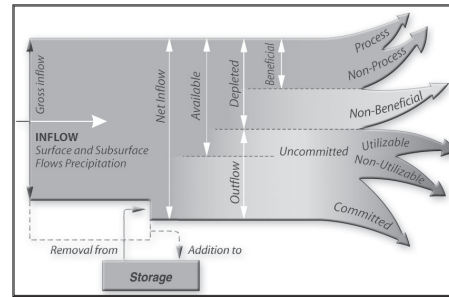 Gross inflow
INFLOW
Surface and Subsurface
Flows Precipitation
Net Inflow
Available
Depleted
Beneficial
Outflow
Uncommitted
Process
Non-Process
Non-Beneficial
Utilizable
Non-Utilizable
Committed
Removal from
Addition to
Storage